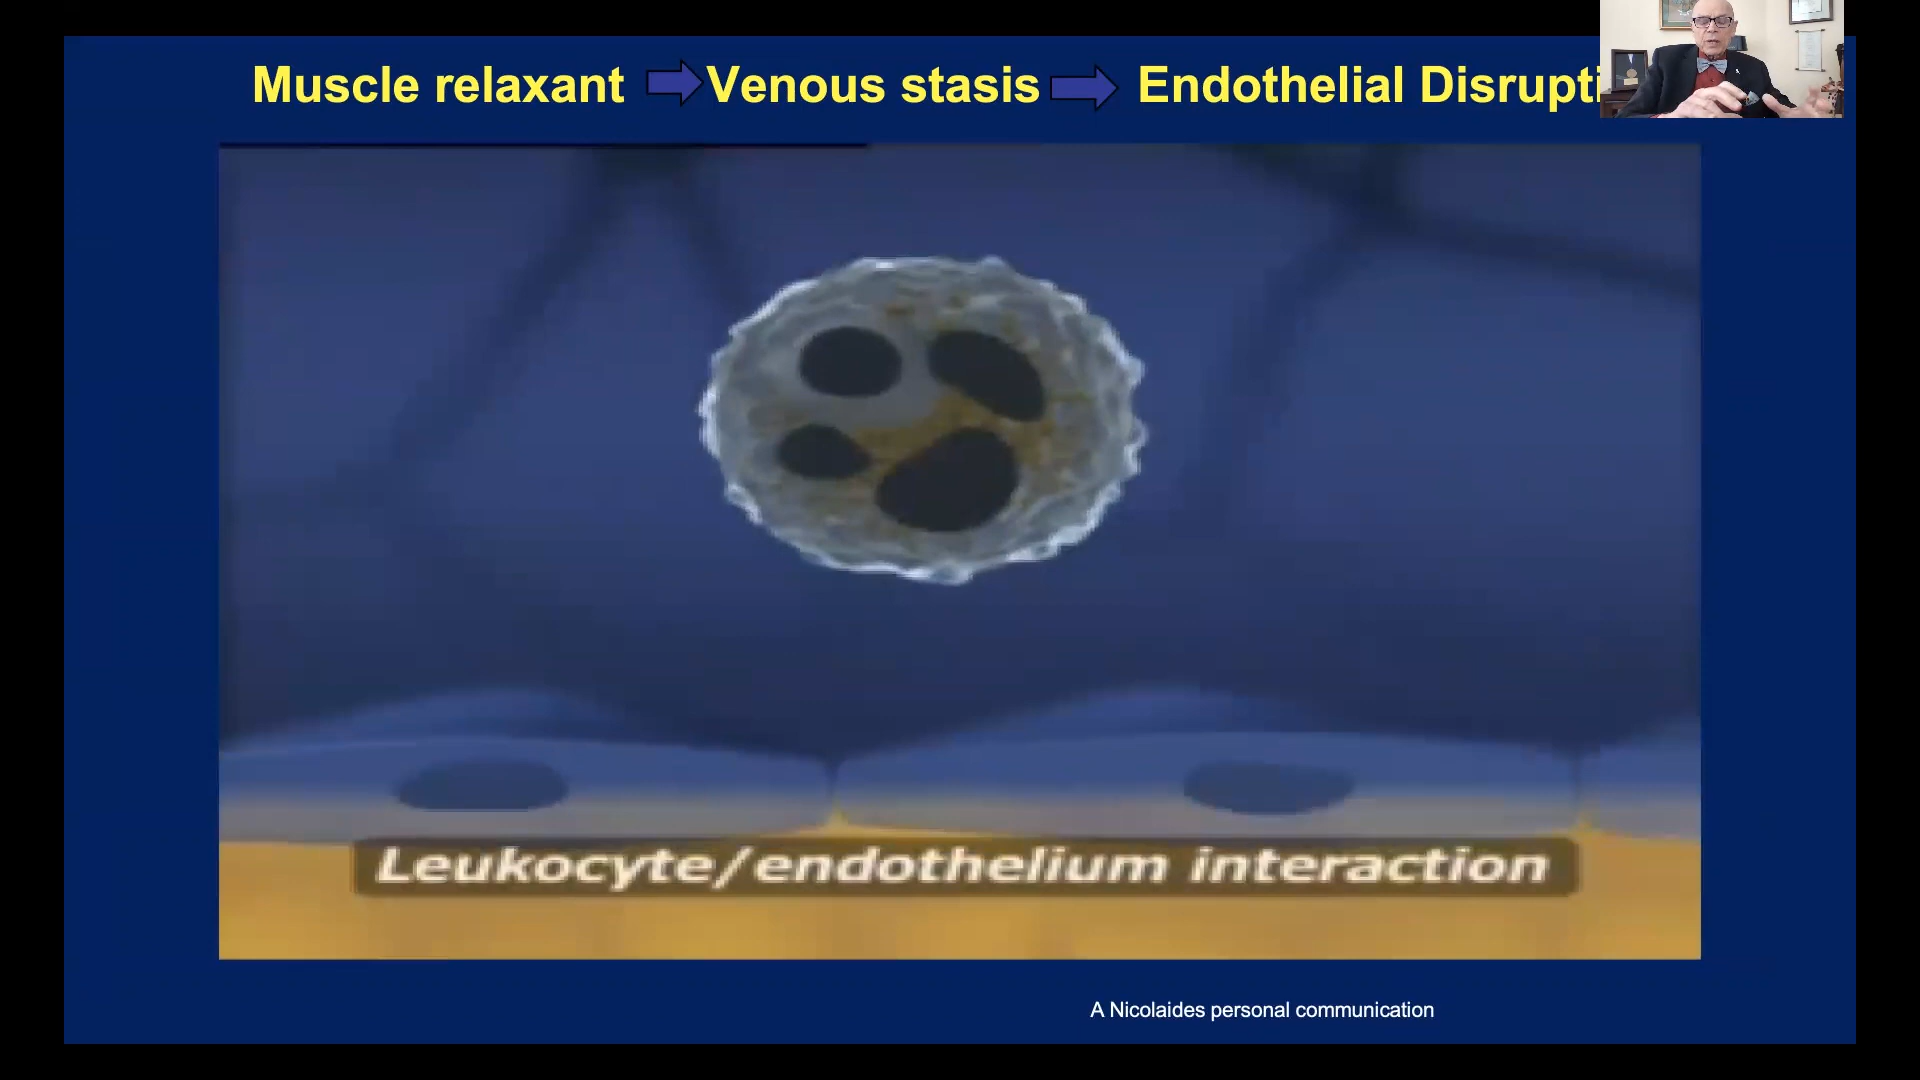 Muscle relaxant Venous stasis Endothelial Disrupti
Leukocyte/endothelium interaction
A Nicolaides personal communication